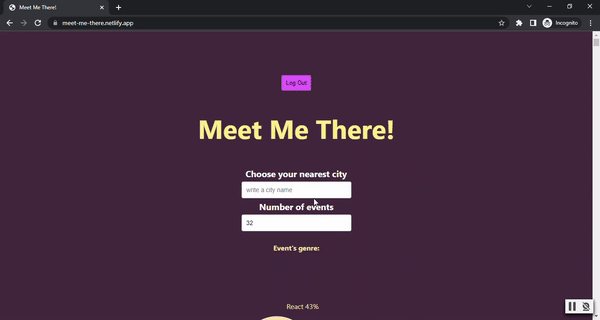 Meet Me There!
meet-me-there.netlify.app
Incognito
Log Out
Meet Me There!
Choose your nearest city
write a city name
Number of events
32
Event's genre:
React 43%